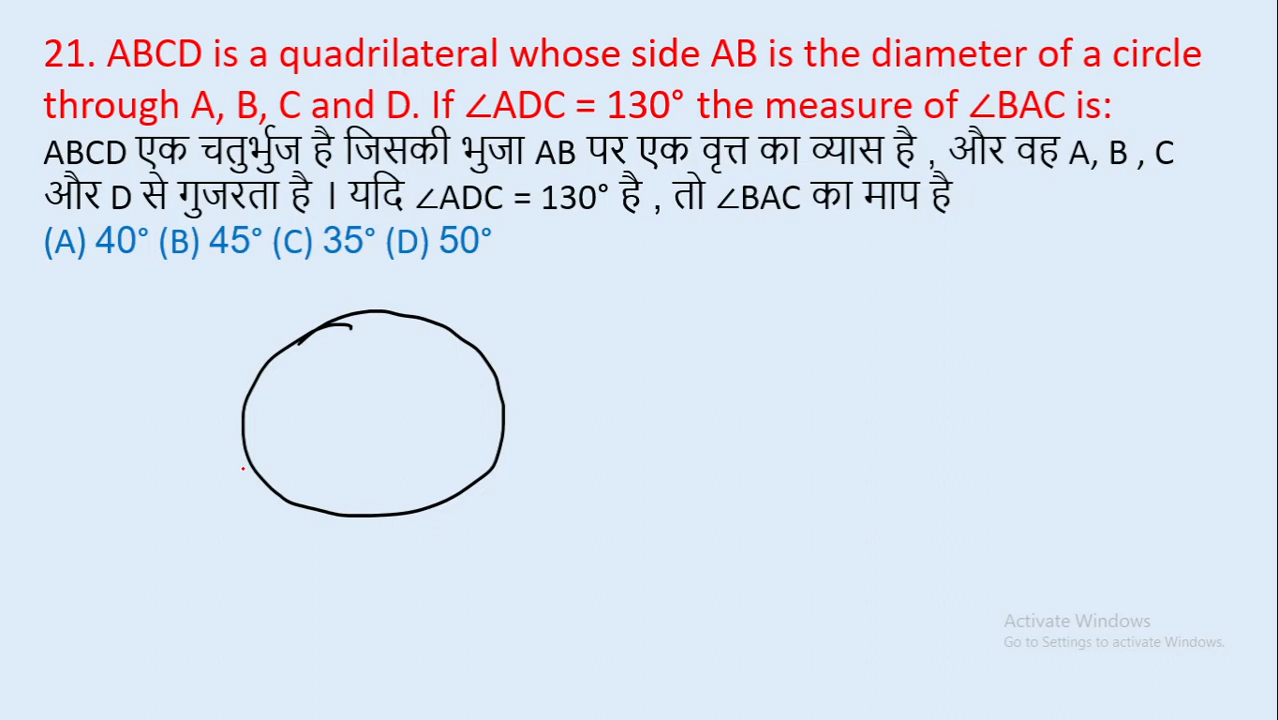 21. ABCD is a quadrilateral whose side AB is the diameter of a circle
through A, B, C and D. If ∠ADC = 130° the measure of ∠BAC is:
ABCD एक चतुर्भुज है जिसकी भुजा AB पर एक वृत्त का व्यास है , और वह A, B , C
और D से गुजरता है । यदि ∠ADC = 130° है , तो ∠BAC का माप है
(A) 40° (B) 45° (C) 35° (D) 50°
Activate Windows
Go to Settings to activate Windows.